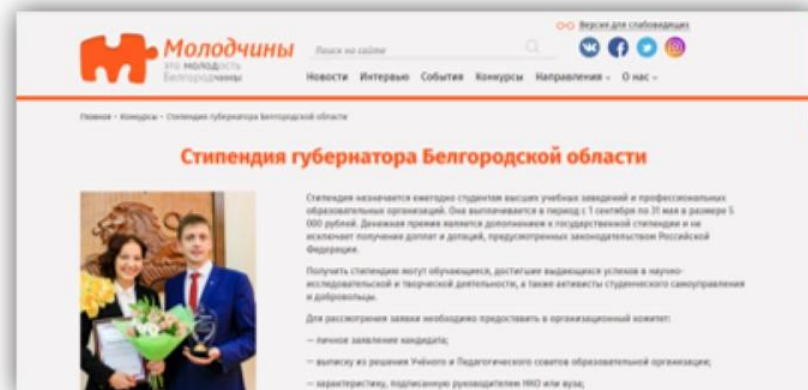 Версия для слабовидящих
Молодчины
это молодость
Белгородчины
Поиск на сайте
Новости Интервью События Конкурсы Направления О нас
Главное • Конкурсы • Стипендия губернатора Белгородской области
Стипендия губернатора Белгородской области
Стипендия назначается ежегодно студентам высших учебных заведений и профессиональных
образовательных организаций. Она выплачивается в период с 1 сентября по 31 мая в размере 5
000 рублей. Денежная премия является дополнением к государственной стипендии и не
исключает получение доплат и дотаций, предусмотренных законодательством Российской
Федерации.
Получить стипендию могут обучающиеся, достигшие выдающихся успехов в научно-
исследовательской и творческой деятельности, а также активисты студенческого самоуправления
и добровольцы.
Для рассмотрения заявки необходимо предоставить в организационный комитет:
— личное заявление кандидата;
— выписку из решения Учёного и Педагогического советов образовательной организации;
— характеристику, подписанную руководителем НКО или вуза;